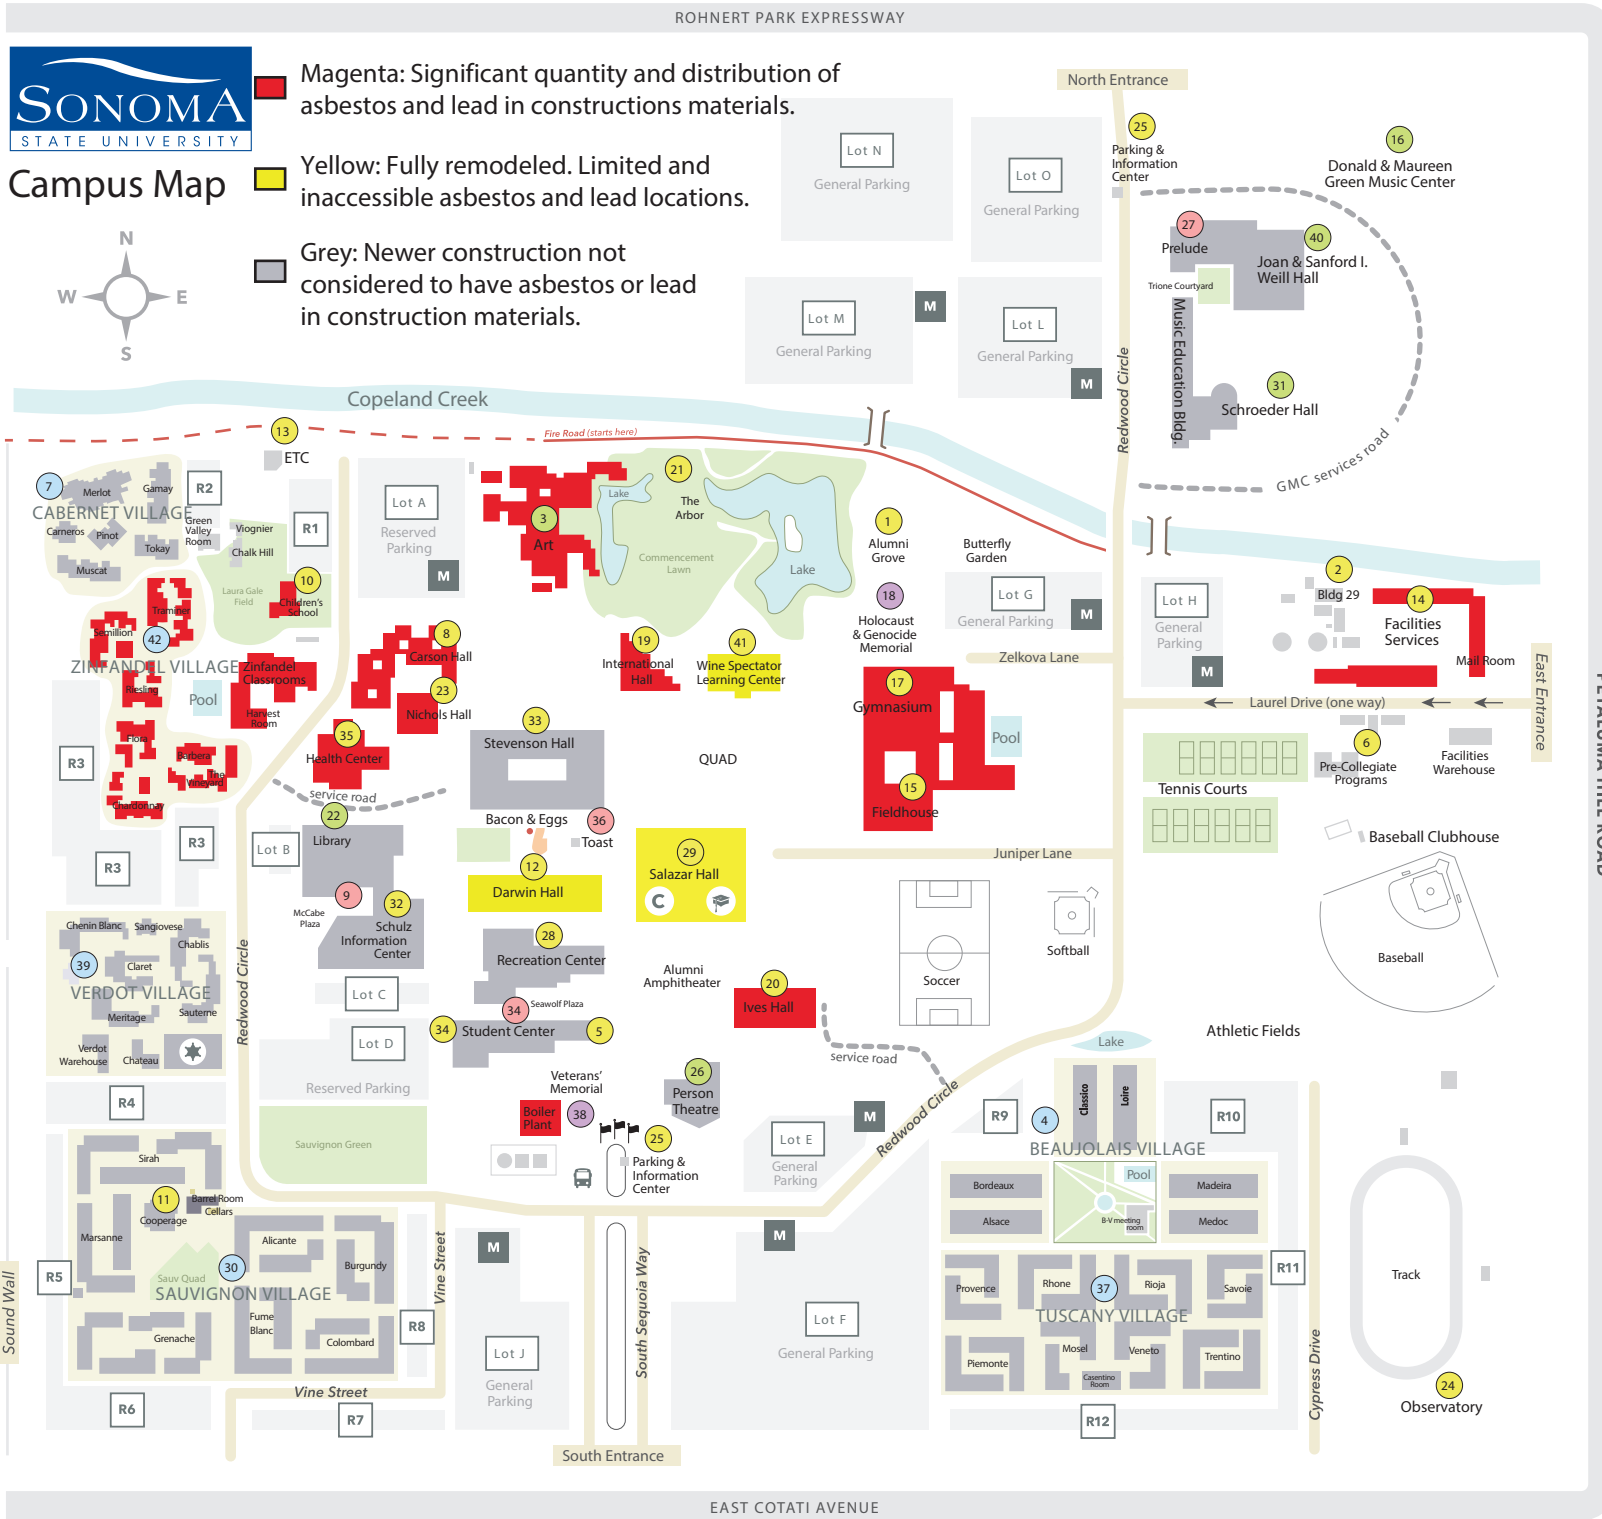 ROHNERT PARK EXPRESSWAY
SONOMA
STATE UNIVERSITY
Campus Map
Magenta: Significant quantity and distribution of
asbestos and lead in constructions materials.
Yellow: Fully remodeled. Limited and
inaccessible asbestos and lead locations.
Grey: Newer construction not
considered to have asbestos or lead
in construction materials.
N
W
E
S
North Entrance
25
Parking &
Information
Center
16
Donald & Maureen
Green Music Center
Lot N
General Parking
Lot O
General Parking
27
Prelude
40
Joan & Sanford I.
Weill Hall
Trione Courtyard
Music Education Bldg.
Lot M
General Parking
M
Lot L
General Parking
M
Redwood Circle
31
Schroeder Hall
GMC services road
Copeland Creek
Fire Road (starts here)
13
ETC
7
Merlot
Gamay
CABERNET VILLAGE
Cameros
Pinot
Tokay
Muscat
R2
Green
Valley
Room
Viognier
Chalk Hill
R1
Laura Gale
Field
10
Children's
School
Lot A
Reserved
Parking
M
3
Art
Lake
21
The
Arbor
Commencement
Lawn
Lake
1
Alumni
Grove
Butterfly
Garden
18
Holocaust
& Genocide
Memorial
Lot G
General Parking
M
Zelkova Lane
Lot H
General
Parking
M
2
Bldg 29
14
Facilities
Services
Mail Room
East Entrance
Laurel Drive (one way)
PETALUMA HILL ROAD
Traminer
Semillion
42
ZINFANDEL VILLAGE
Riesling
Zinfandel
Classrooms
Harvest
Room
Pool
Flora
Barbera
The
Vineyard
Chardonnay
R3
R3
R3
8
Carson Hall
23
Nichols Hall
35
Health Center
service road
19
International
Hall
41
Wine Spectator
Learning Center
33
Stevenson Hall
QUAD
17
Gymnasium
Pool
15
Fieldhouse
6
Pre-Collegiate
Programs
Facilities
Warehouse
Tennis Courts
Baseball Clubhouse
22
Library
Lot B
Bacon & Eggs
36
Toast
12
Darwin Hall
29
Salazar Hall
C
Juniper Lane
9
McCabe
Plaza
32
Schulz
Information
Center
28
Recreation Center
Alumni
Amphitheater
20
Ives Hall
service road
Soccer
Softball
Baseball
Athletic Fields
Chenin Blanc
Sangiovese
Chablis
39
Claret
VERDOT VILLAGE
Meritage
Sauterne
Verdot
Warehouse
Chateau
Redwood Circle
Lot C
Lot D
Reserved Parking
34
Seawolf Plaza
34
Student Center
5
Veterans'
Memorial
Boiler
Plant
38
26
Person
Theatre
25
Parking &
Information
Center
M
Lot E
General
Parking
Redwood Circle
Lake
R9
4
Classico
Loire
R10
BEAUJOLAIS VILLAGE
Pool
Bordeaux
Alsace
B-V meeting
room
Madeira
Medoc
R4
Sauvignon Green
Sirah
11
Cooperage
Barrel Room
Cellars
Marsanne
R5
Sauv Quad
30
SAUVIGNON VILLAGE
Alicante
Burgundy
Fume
Blanc
Grenache
Colombard
R8
Vine Street
Vine Street
R6
R7
Sound Wall
M
Lot J
General
Parking
South Sequoia Way
M
Lot F
General Parking
South Entrance
Provence
Rhone
37
Rioja
Savoie
TUSCANY VILLAGE
Piemonte
Mosel
Veneto
Trentino
Casentino
Room
R11
R12
Cypress Drive
Track
24
Observatory
EAST COTATI AVENUE